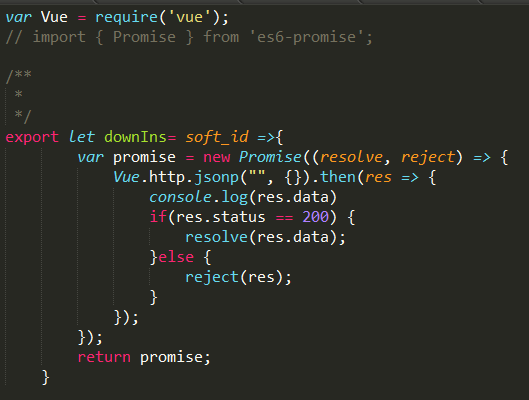 var Vue = require('vue');
// import { Promise } from 'es6-promise';
/**
*
*/
export let downIns= soft_id =>{
var promise = new Promise((resolve, reject) => {
Vue.http.jsonp("", {}).then(res => {
console.log(res.data)
if(res.status == 200) {
resolve(res.data);
}else {
reject(res);
}
});
});
return promise;
}